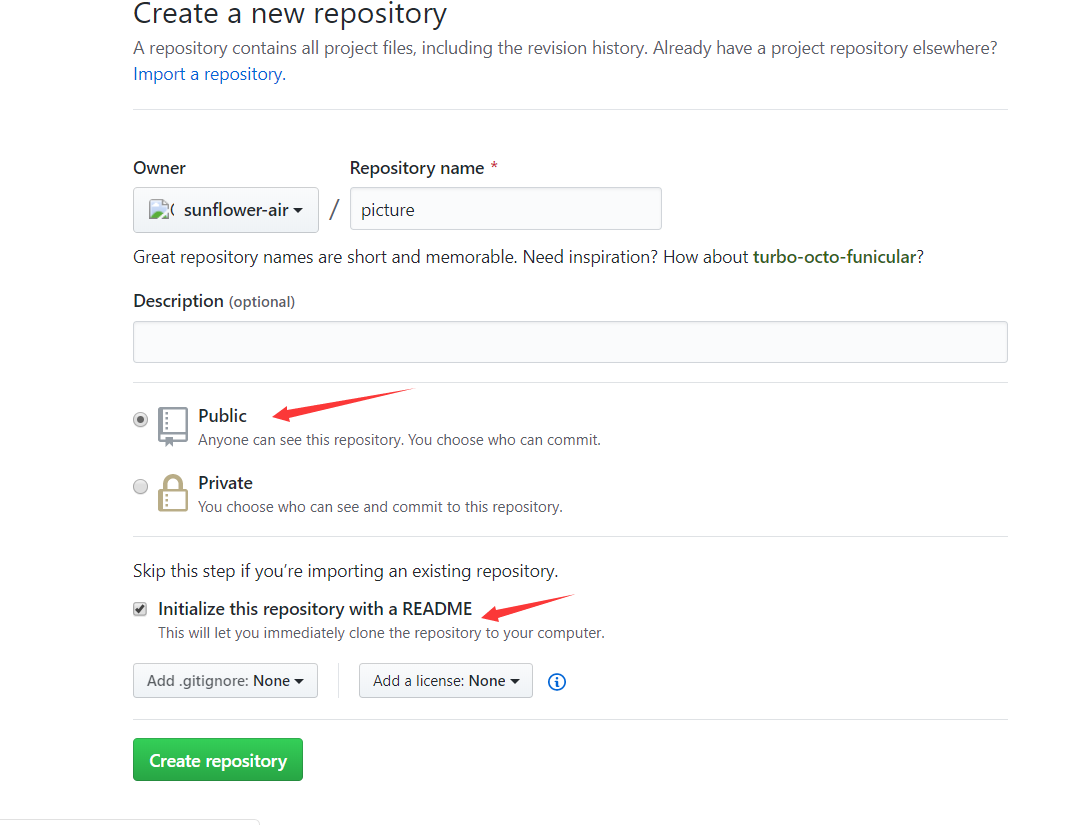 Create a new repository
A repository contains all project files, including the revision history. Already have a project repository elsewhere?
Import a repository.
Owner
Repository name *
sunflower-air
/
picture
Great repository names are short and memorable. Need inspiration? How about turbo-octo-funicular?
Description (optional)
Public
Anyone can see this repository. You choose who can commit.
Private
You choose who can see and commit to this repository.
Skip this step if you’re importing an existing repository.
Initialize this repository with a README
This will let you immediately clone the repository to your computer.
Add .gitignore: None
Add a license: None
Create repository